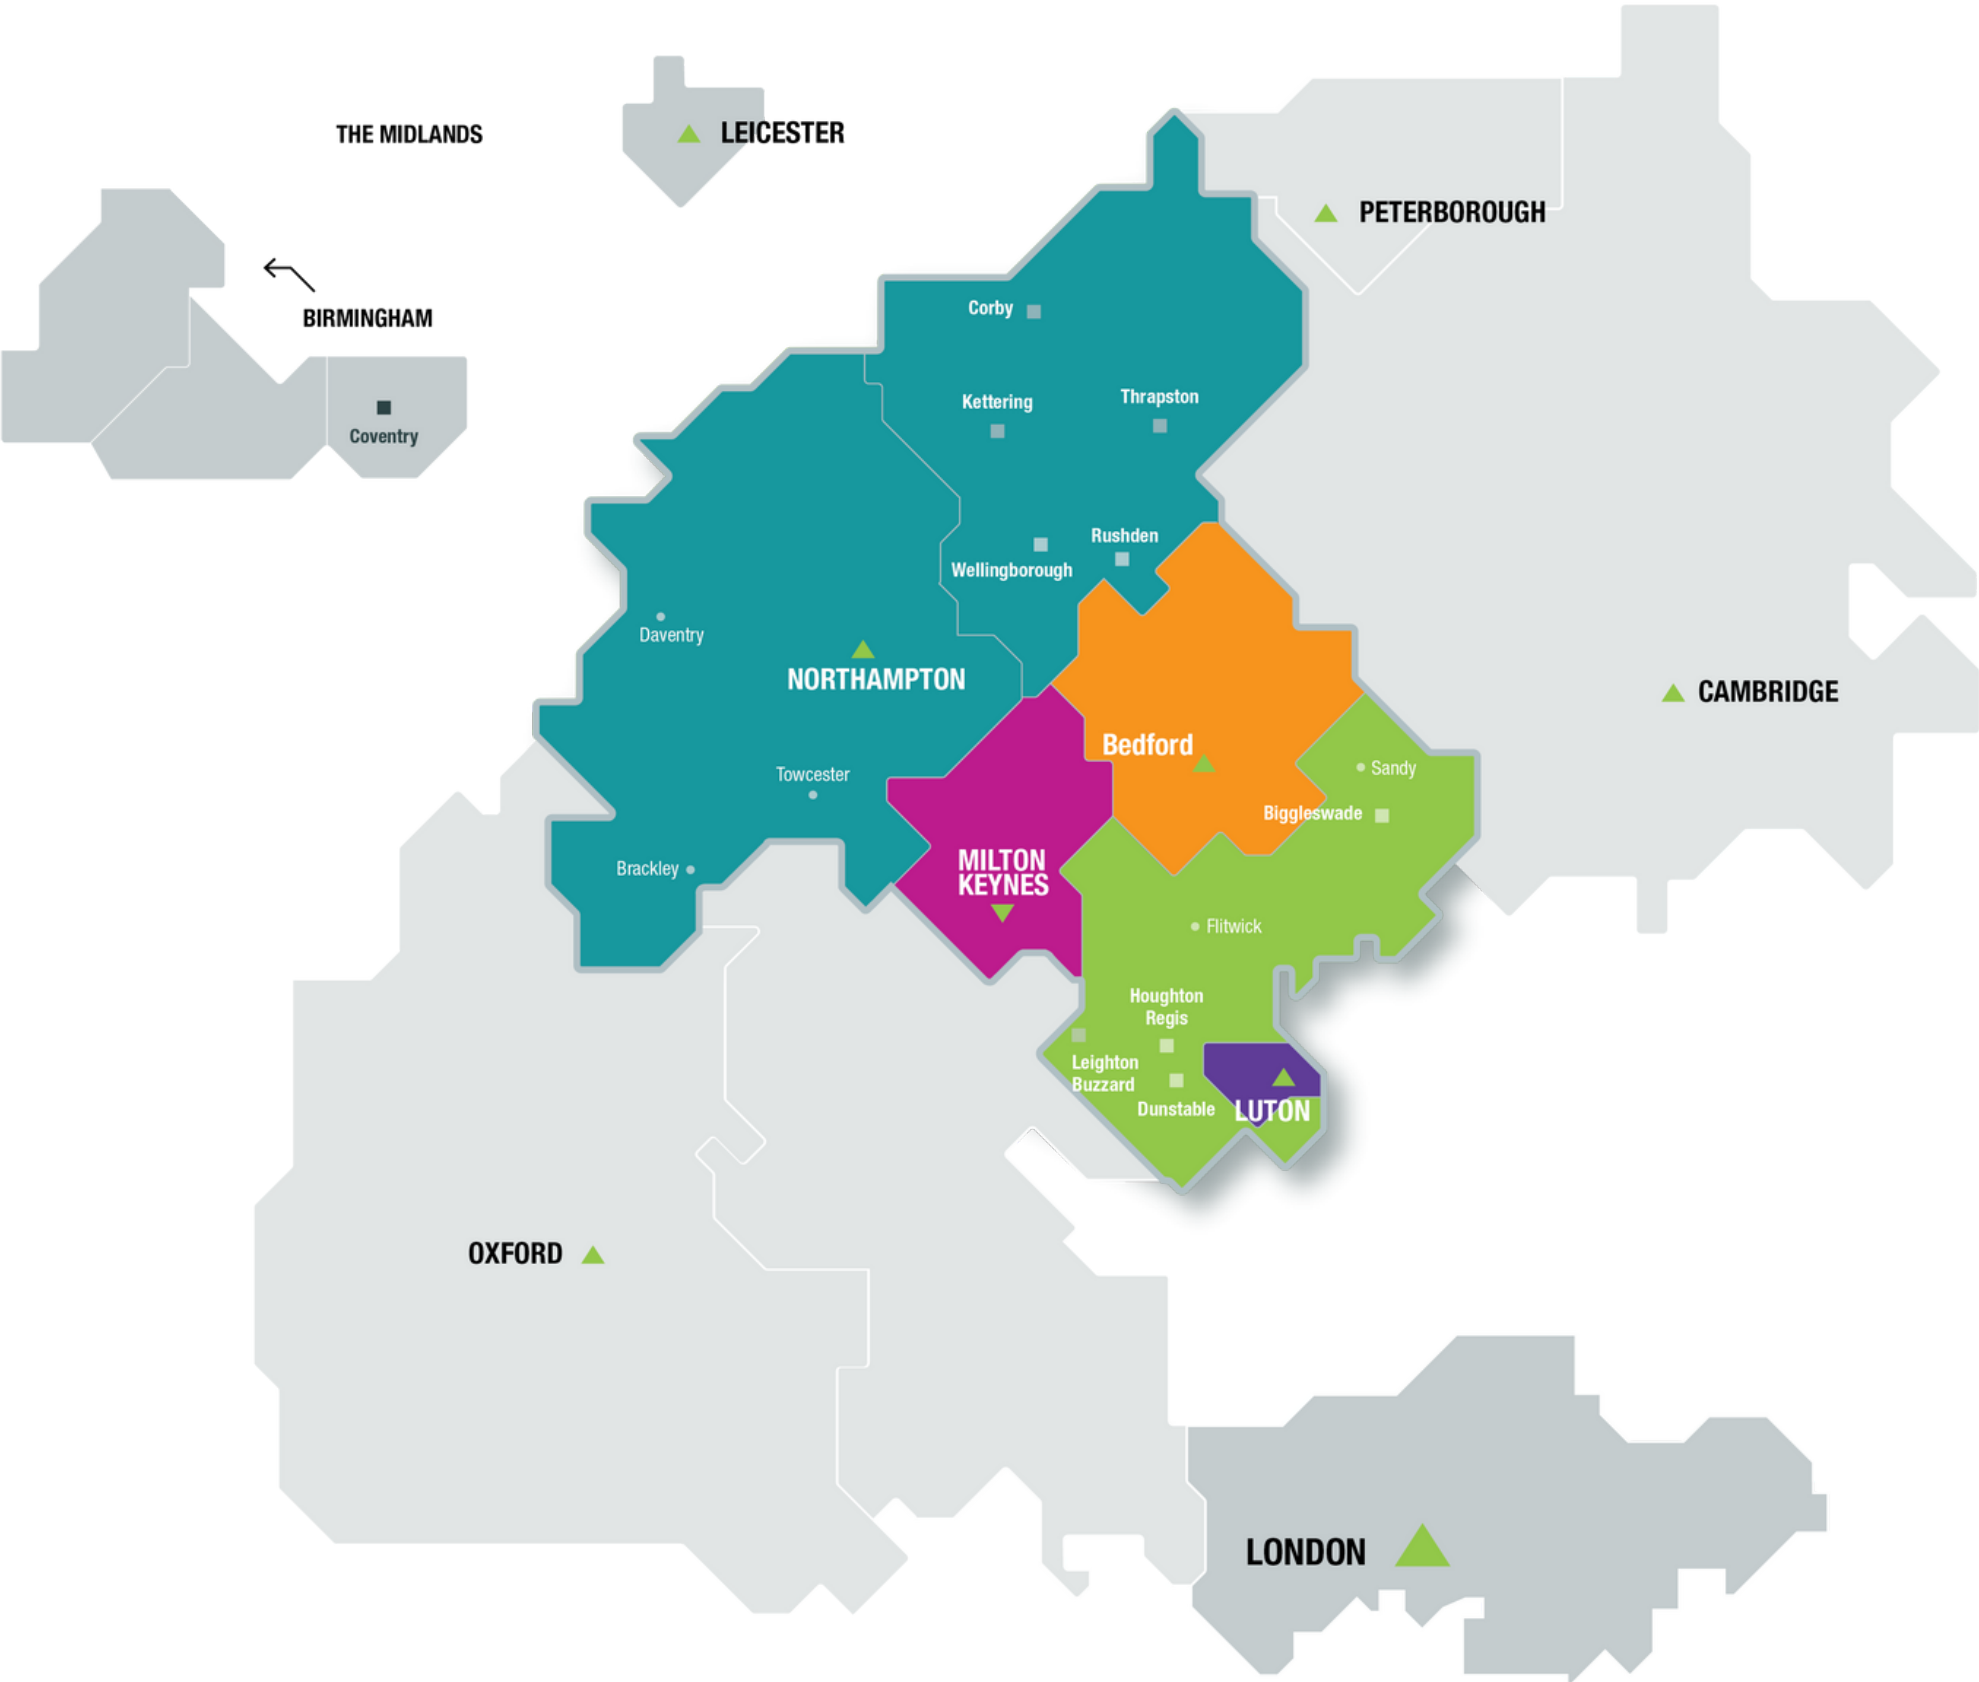 THE MIDLANDS
LEICESTER
PETERBOROUGH
BIRMINGHAM
Corby
Kettering
Thrapston
Coventry
Rushden
Wellingborough
Daventry
NORTHAMPTON
CAMBRIDGE
Bedford
Sandy
Towcester
Biggleswade
MILTON
KEYNES
Brackley
Flitwick
Houghton
Regis
Leighton
Buzzard
Dunstable
LUTON
OXFORD
LONDON